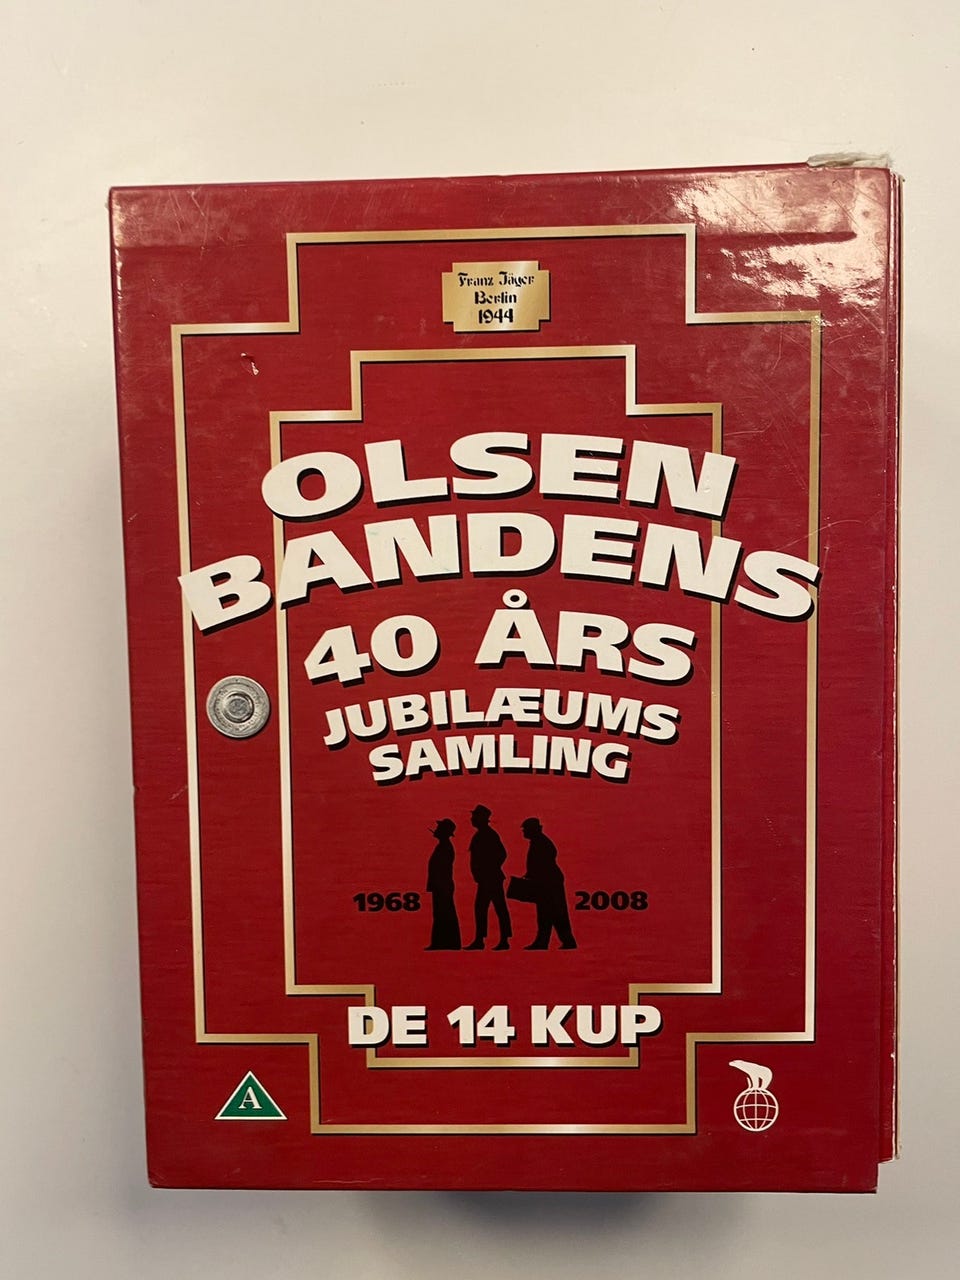 Franz Jäger
Berlin
1944
OLSEN
BANDENS
40 ÅRS
JUBILÆUMS
SAMLING
1968 2008
DE 14 KUP
A